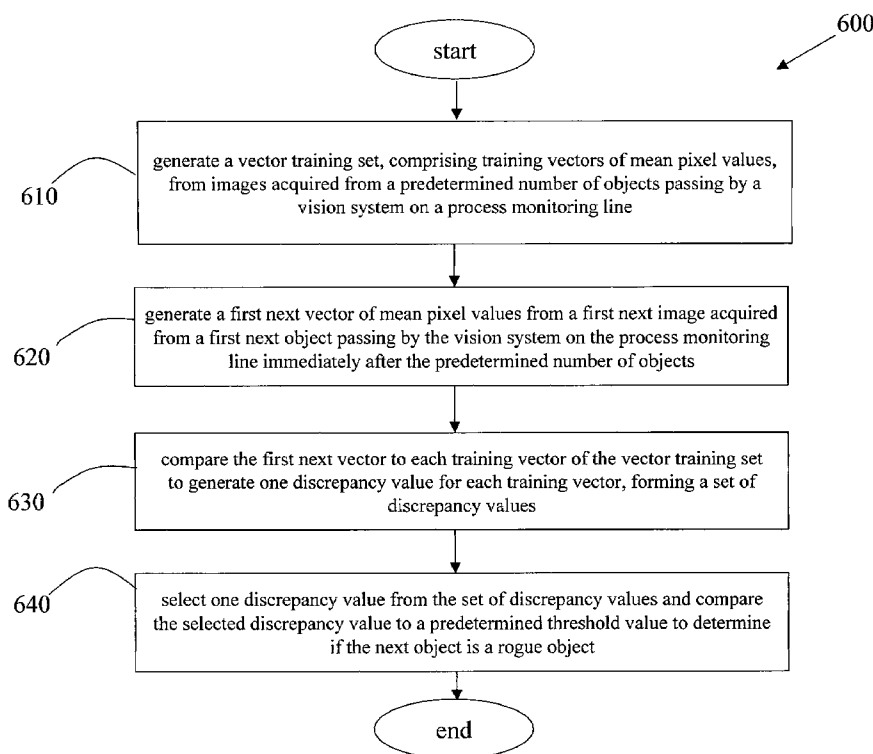 start
600
generate a vector training set, comprising training vectors of mean pixel values,
from images acquired from a predetermined number of objects passing by a
vision system on a process monitoring line
610
generate a first next vector of mean pixel values from a first next image acquired
from a first next object passing by the vision system on the process monitoring
line immediately after the predetermined number of objects
620
compare the first next vector to each training vector of the vector training set
to generate one discrepancy value for each training vector, forming a set of
discrepancy values
630
select one discrepancy value from the set of discrepancy values and compare
the selected discrepancy value to a predetermined threshold value to determine
if the next object is a rogue object
640
end